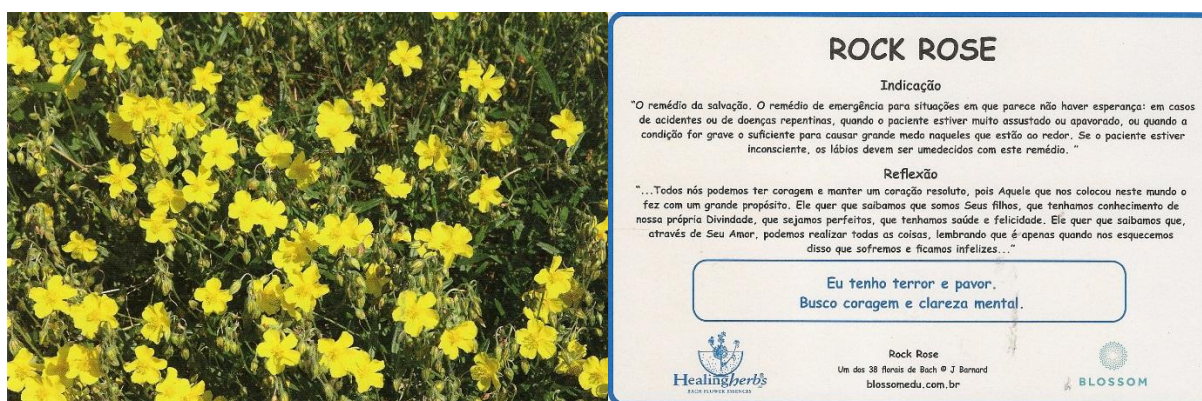 ROCK ROSE
Indicação
"O remédio da salvação. O remédio de emergência para situações em que parece não haver esperança: em casos
de acidentes ou de doenças repentinas, quando o paciente estiver muito assustado ou apavorado, ou quando a
condição for grave o suficiente para causar grande medo naqueles que estão ao redor. Se o paciente estiver
inconsciente, os lábios devem ser umedecidos com este remédio. "
Reflexão
"...Todos nós podemos ter coragem e manter um coração resoluto, pois Aquele que nos colocou neste mundo o
fez com um grande propósito. Ele quer que saibamos que somos Seus filhos, que tenhamos conhecimento de
nossa própria Divindade, que sejamos perfeitos, que tenhamos saúde e felicidade. Ele quer que saibamos que,
através de Seu Amor, podemos realizar todas as coisas, lembrando que é apenas quando nos esquecemos
disso que sofremos e ficamos infelizes..."
Eu tenho terror e pavor.
Busco coragem e clareza mental.
Healingherbs
BACH FLOWER ESSENCES
Rock Rose
Um dos 38 florais de Bach © J Barnard
blossomedu.com.br
BLOSSOM